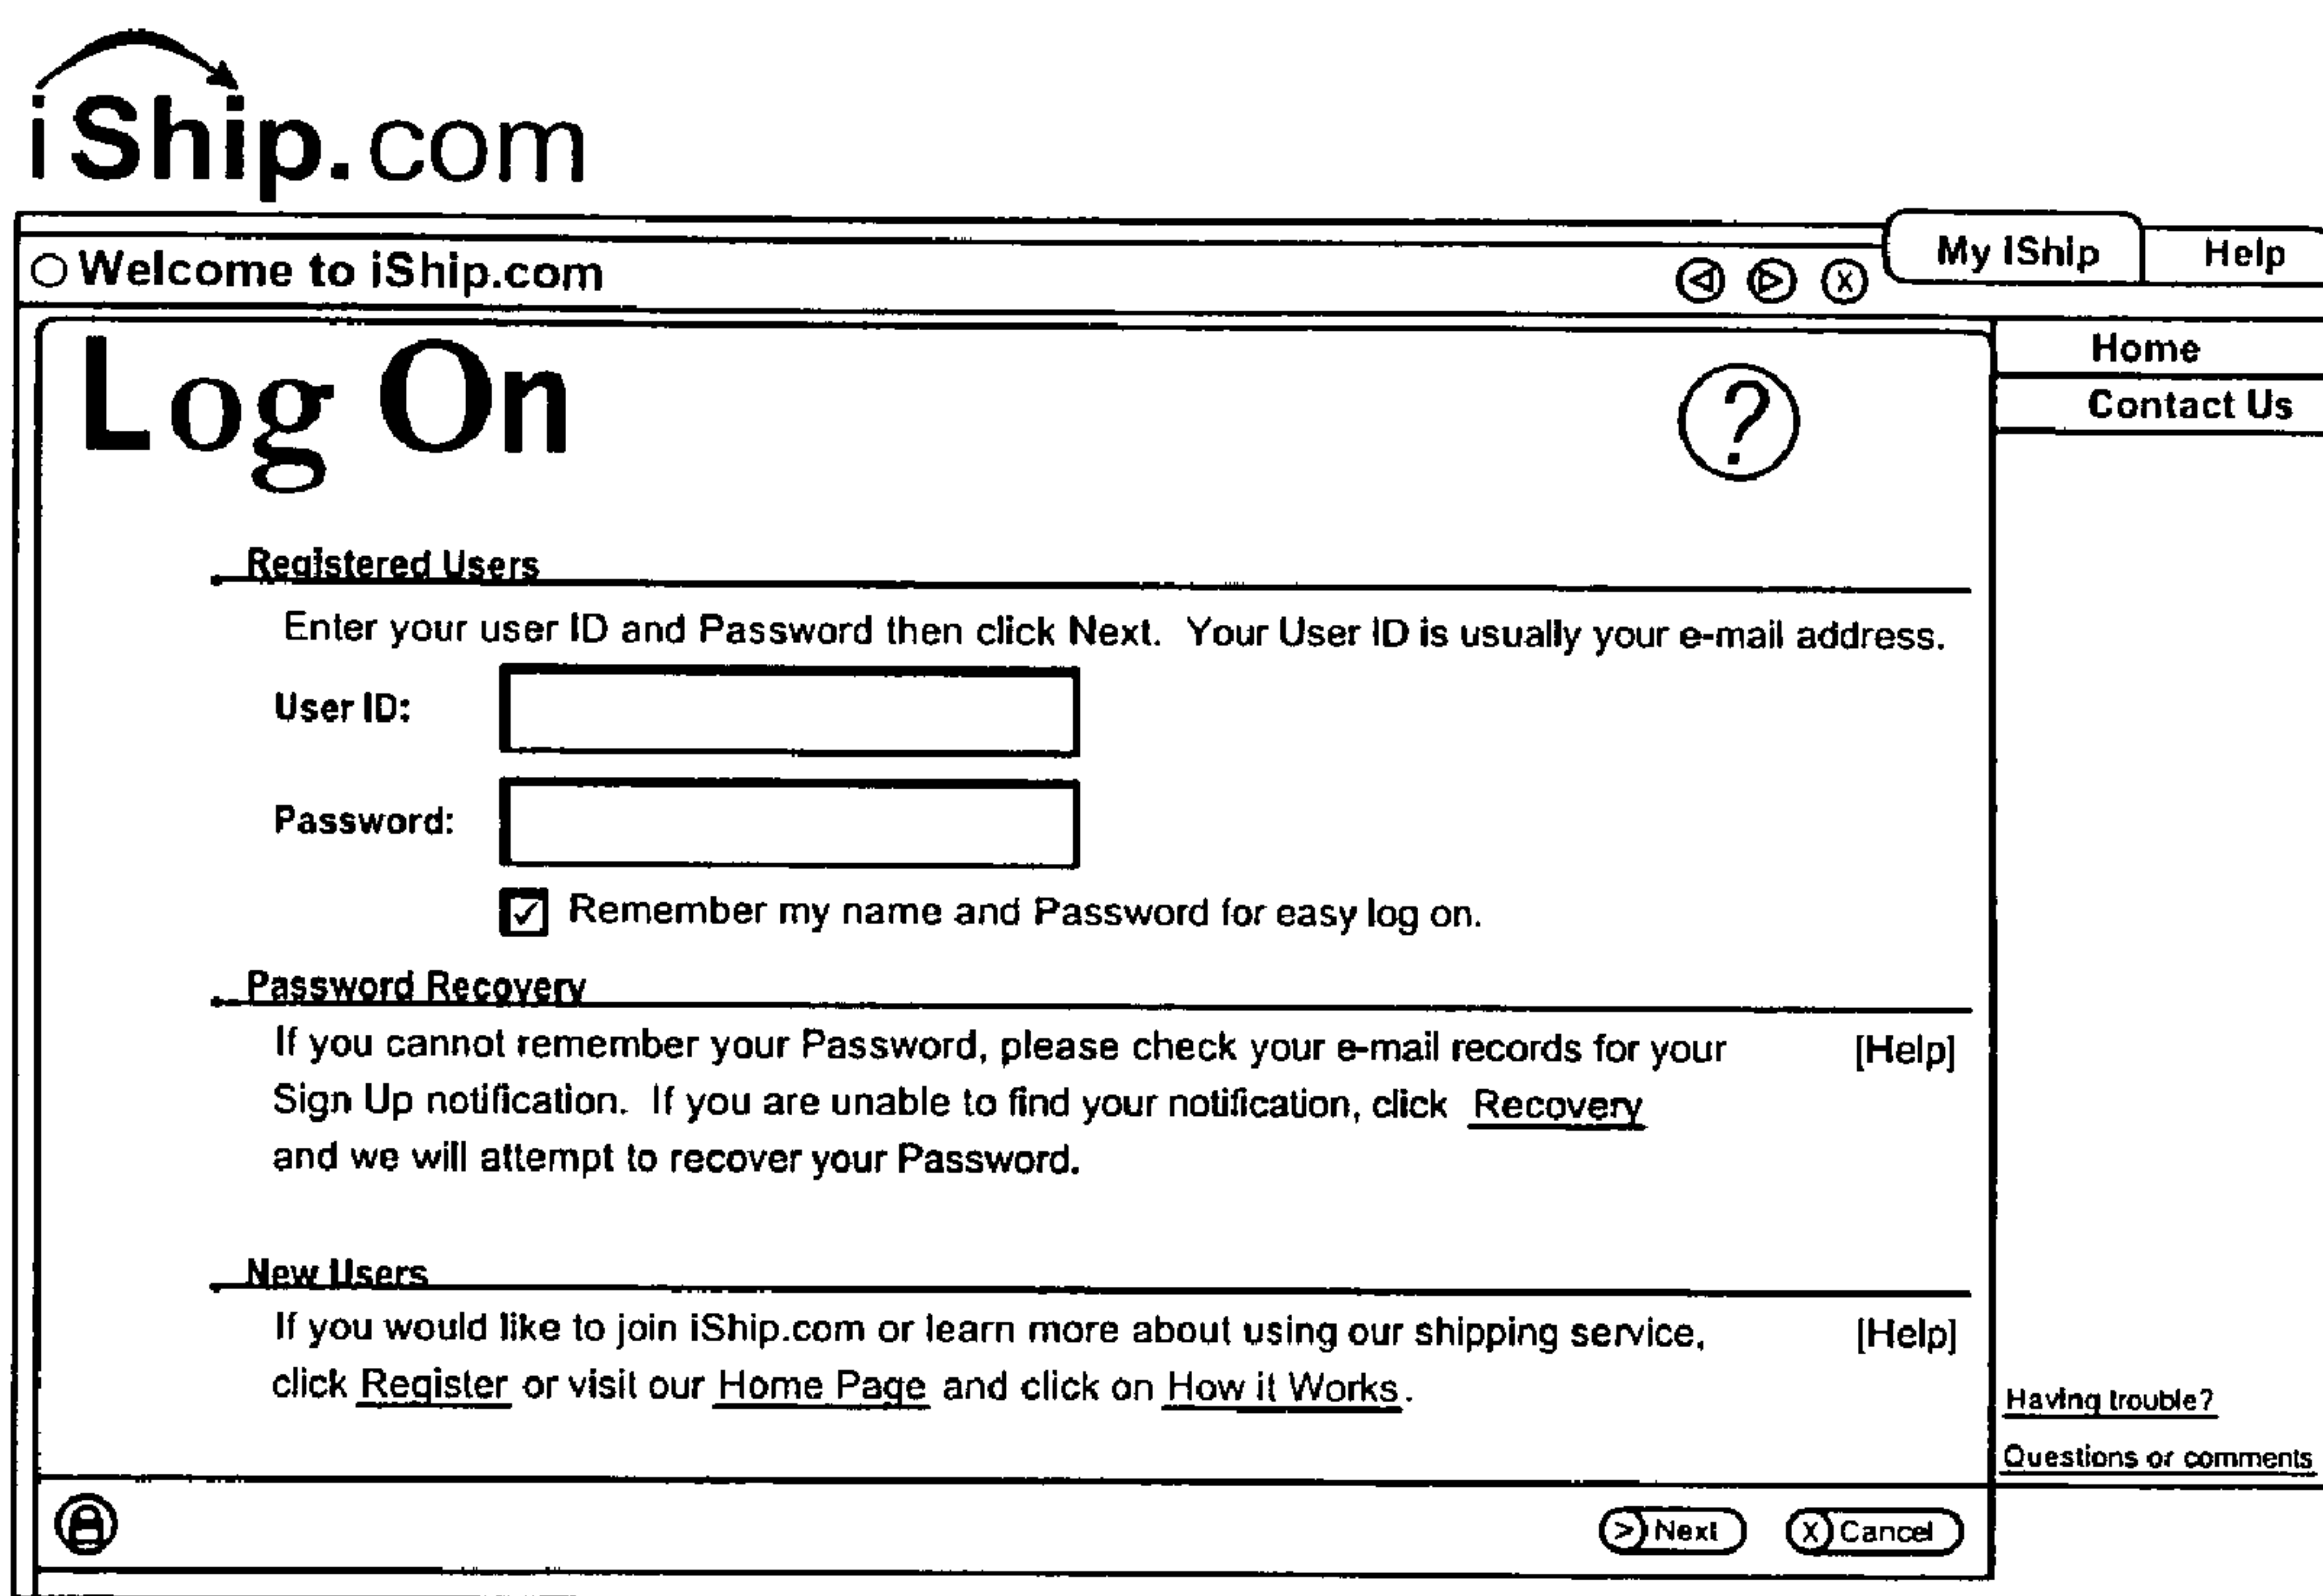 iShip.com
My IShip
Help
Welcome to iShip.com
X
Home
Contact Us
Log On
?
Registered Users
Enter your user ID and Password then click Next. Your User ID is usually your e-mail address.
User ID:
Password:
Remember my name and Password for easy log on.
Password Recovery
If you cannot remember your Password, please check your e-mail records for your [Help]
Sign Up notification. If you are unable to find your notification, click Recovery
and we will attempt to recover your Password.
New Users
If you would like to join iShip.com or learn more about using our shipping service, [Help]
click Register or visit our Home Page and click on How it Works.
Having trouble?
Questions or comments
> Next
X Cancel